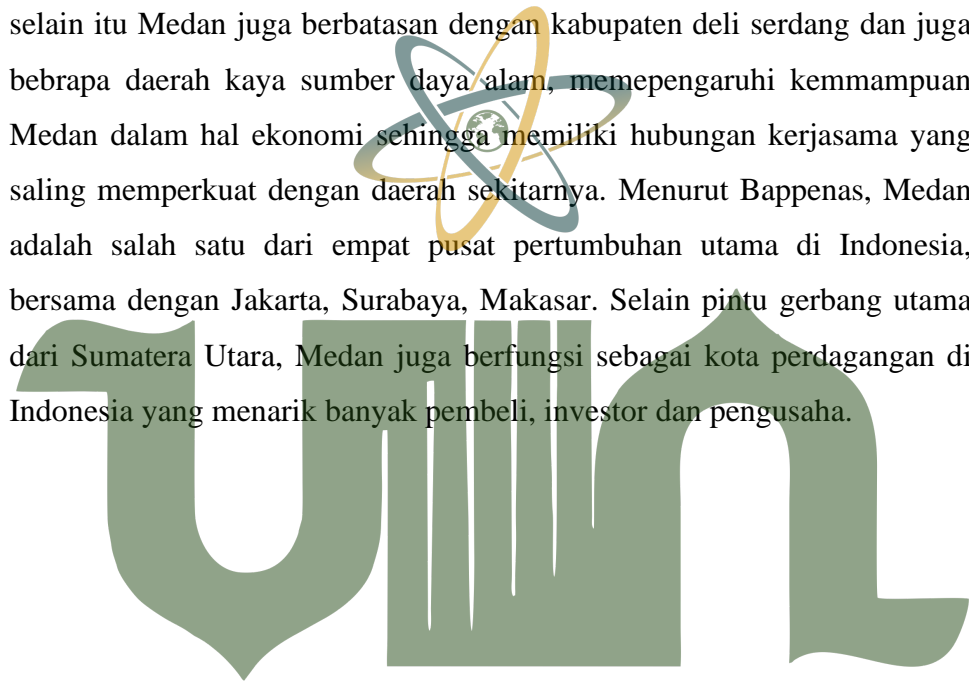 selain itu Medan juga berbatasan dengan kabupaten deli serdang dan juga
bebrapa daerah kaya sumber daya alam, memepengaruhi kemmampuan
Medan dalam hal ekonomi sehingga memiliki hubungan kerjasama yang
saling memperkuat dengan daerah sekitarnya. Menurut Bappenas, Medan
adalah salah satu dari empat pusat pertumbuhan utama di Indonesia,
bersama dengan Jakarta, Surabaya, Makasar. Selain pintu gerbang utama
dari Sumatera Utara, Medan juga berfungsi sebagai kota perdagangan di
Indonesia yang menarik banyak pembeli, investor dan pengusaha.